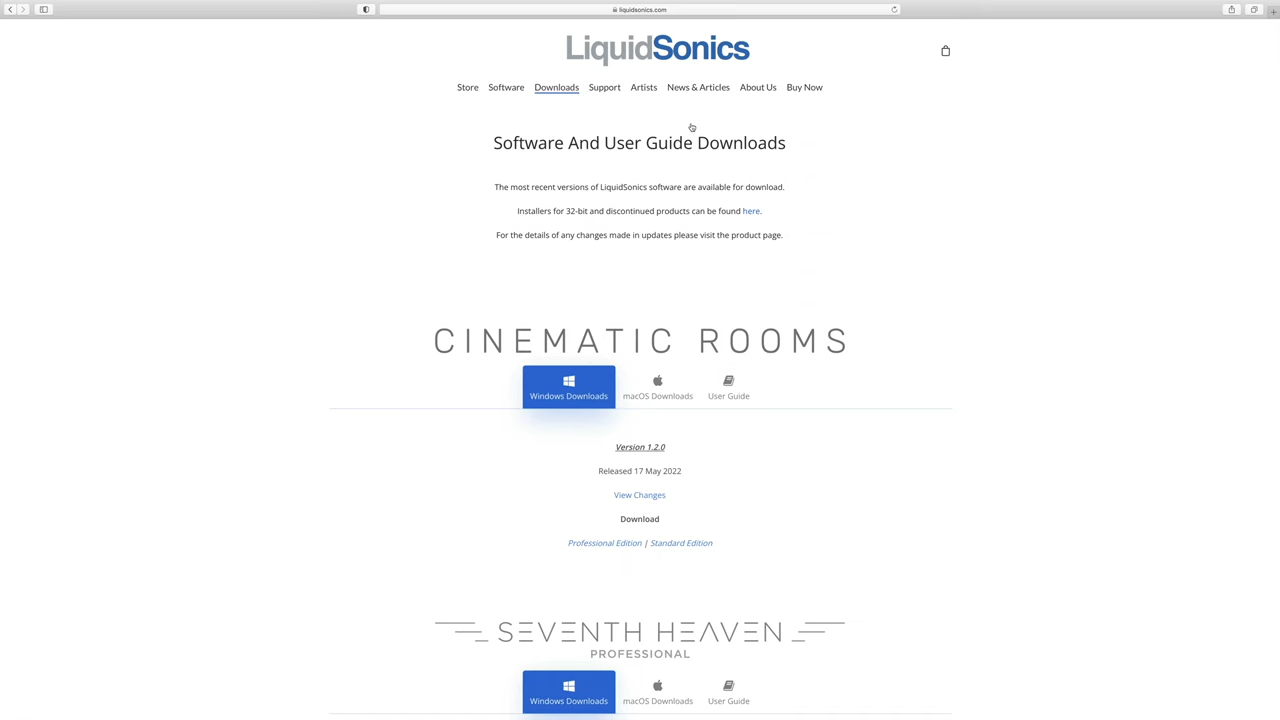 liquidsonics.com
LiquidSonics
Store Software Downloads Support Artists News & Articles About Us Buy Now
Software And User Guide Downloads
The most recent versions of LiquidSonics software are available for download.
Installers for 32-bit and discontinued products can be found here.
For the details of any changes made in updates please visit the product page.
CINEMATIC ROOMS
Windows Downloads macOS Downloads User Guide
Version 1.2.0
Released 17 May 2022
View Changes
Download
Professional Edition | Standard Edition
SEVENTH HEAVEN
PROFESSIONAL
Windows Downloads macOS Downloads User Guide